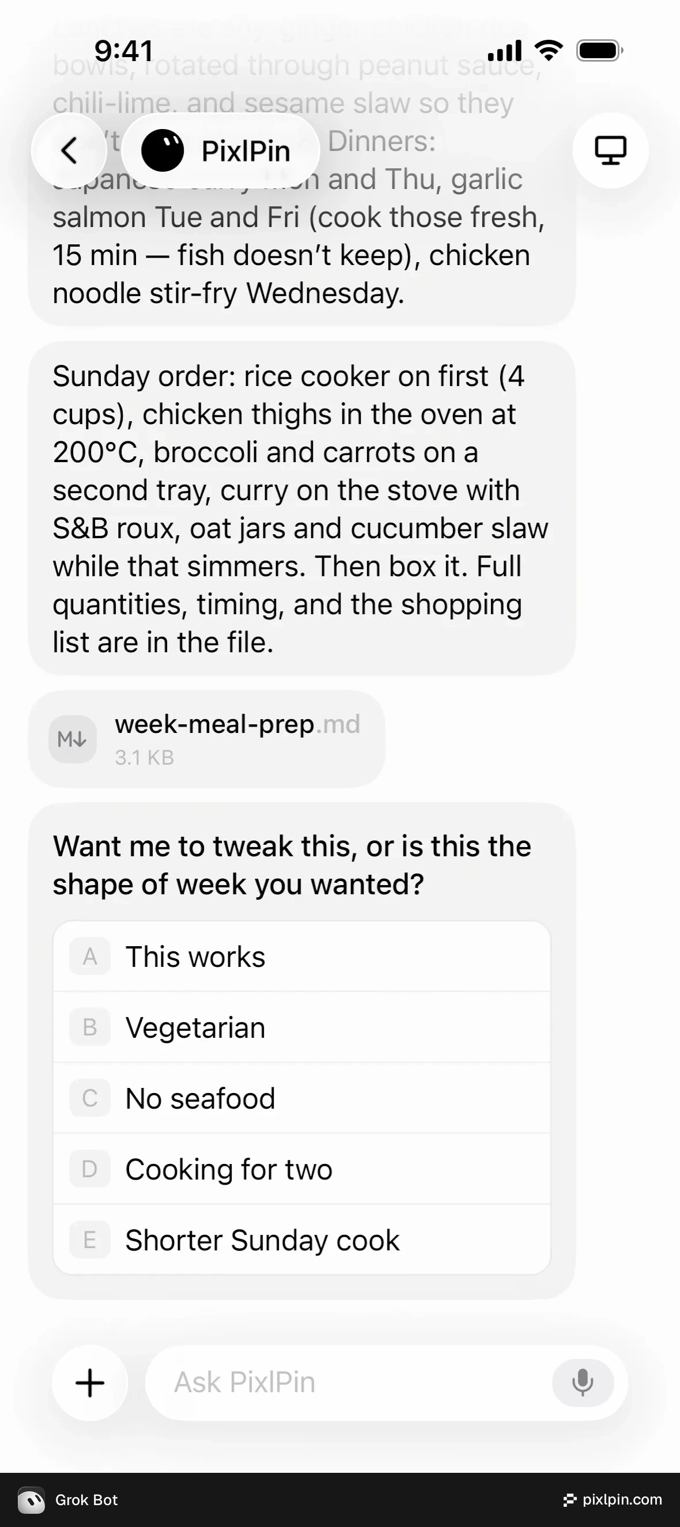 9:41
bowls, rotated through peanut sauce,
chili-lime, and sesame slaw so they
PixlPin
Dinners:
and Thu, garlic
salmon Tue and Fri (cook those fresh,
15 min — fish doesn’t keep), chicken
noodle stir-fry Wednesday.
Sunday order: rice cooker on first (4
cups), chicken thighs in the oven at
200°C, broccoli and carrots on a
second tray, curry on the stove with
S&B roux, oat jars and cucumber slaw
while that simmers. Then box it. Full
quantities, timing, and the shopping
list are in the file.
M↓
week-meal-prep.md
3.1 KB
Want me to tweak this, or is this the
shape of week you wanted?
A This works
B Vegetarian
C No seafood
D Cooking for two
E Shorter Sunday cook
Ask PixlPin
Grok Bot
pixlpin.com